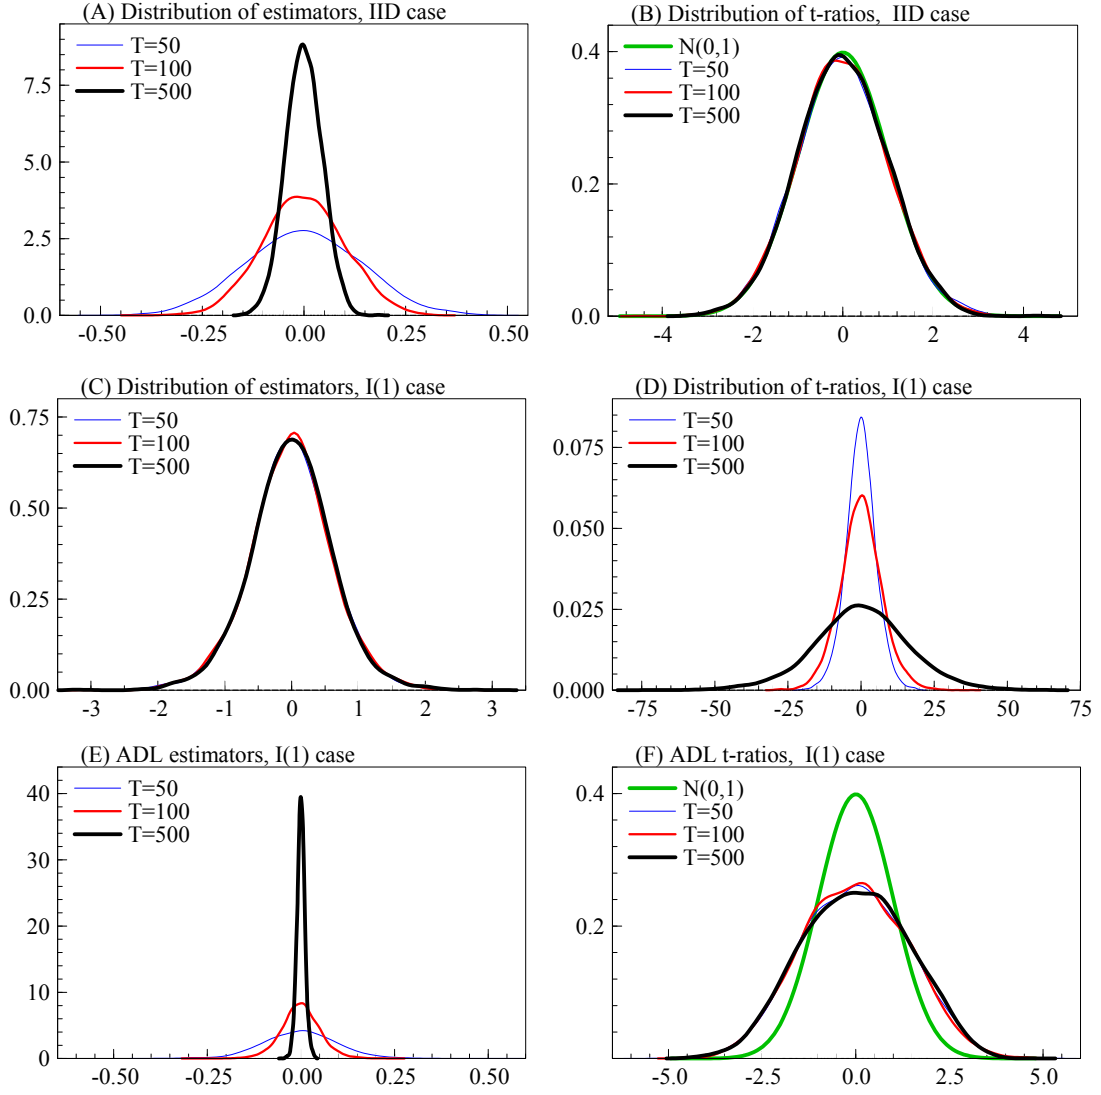 (A) Distribution of estimators, IID case
T=50
T=100
T=500
7.5
5.0
2.5
0.0
-0.50 -0.25 0.00 0.25 0.50
(B) Distribution of t-ratios, IID case
N(0,1)
T=50
T=100
T=500
0.4
0.2
0.0
-4 -2 0 2 4
(C) Distribution of estimators, I(1) case
T=50
T=100
T=500
0.75
0.50
0.25
0.00
-3 -2 -1 0 1 2 3
(D) Distribution of t-ratios, I(1) case
T=50
T=100
T=500
0.075
0.050
0.025
0.000
-75 -50 -25 0 25 50 75
(E) ADL estimators, I(1) case
T=50
T=100
T=500
40
30
20
10
0
-0.50 -0.25 0.00 0.25 0.50
(F) ADL t-ratios, I(1) case
N(0,1)
T=50
T=100
T=500
0.4
0.2
-5.0 -2.5 0.0 2.5 5.0